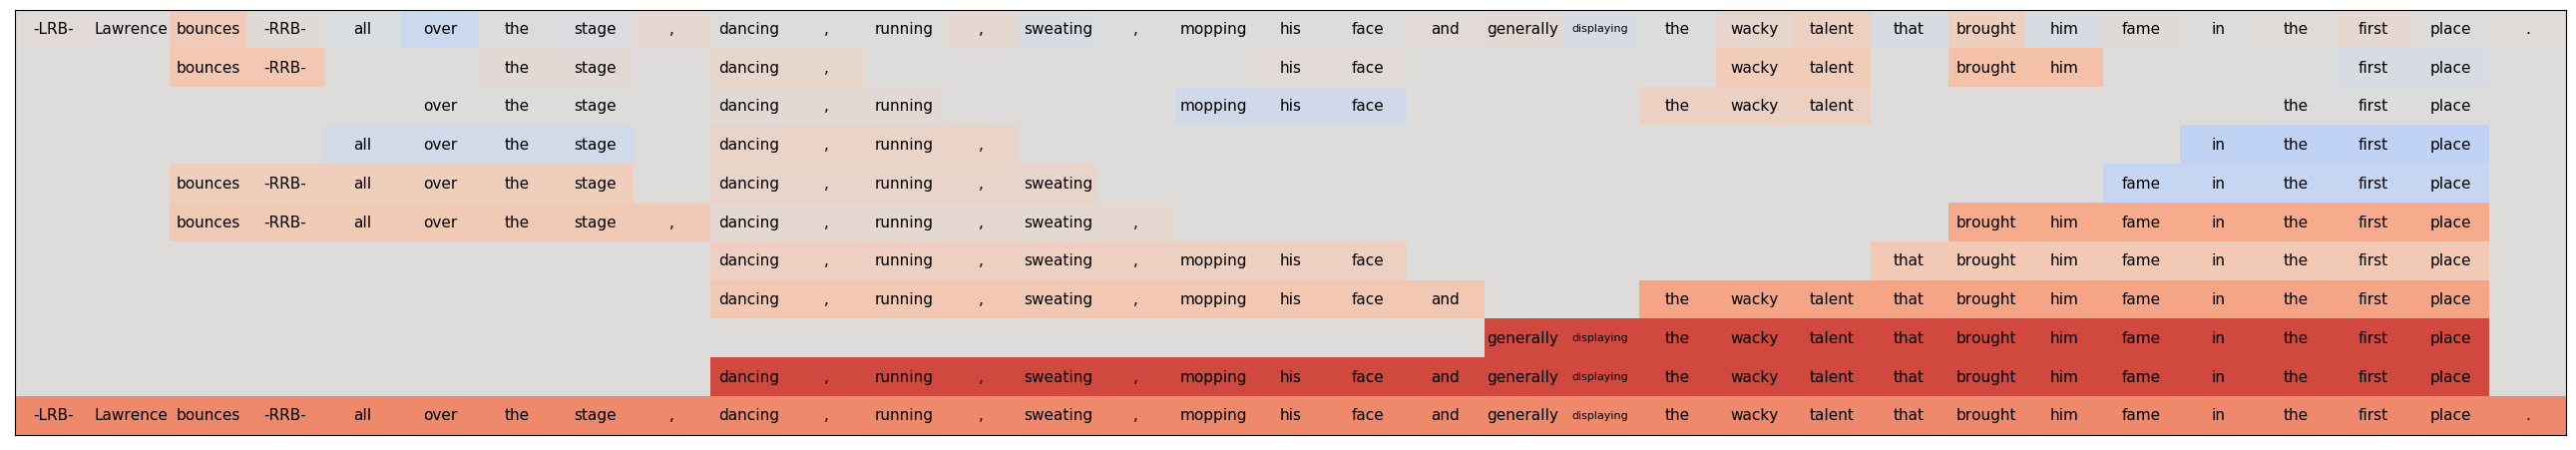 -LRB- Lawrence bounces -RRB- all over the stage , dancing , running , sweating , mopping his face and generally displaying the wacky talent that brought him fame in the first place .
bounces -RRB- the stage dancing , his face wacky talent brought him first place
over the stage dancing , running mopping his face the wacky talent the first place
all over the stage dancing , running , in the first place
bounces -RRB- all over the stage dancing , running , sweating fame in the first place
bounces -RRB- all over the stage , dancing , running , sweating , brought him fame in the first place
dancing , running , sweating , mopping his face that brought him fame in the first place
dancing , running , sweating , mopping his face and the wacky talent that brought him fame in the first place
generally displaying the wacky talent that brought him fame in the first place
dancing , running , sweating , mopping his face and generally displaying the wacky talent that brought him fame in the first place
-LRB- Lawrence bounces -RRB- all over the stage , dancing , running , sweating , mopping his face and generally displaying the wacky talent that brought him fame in the first place .